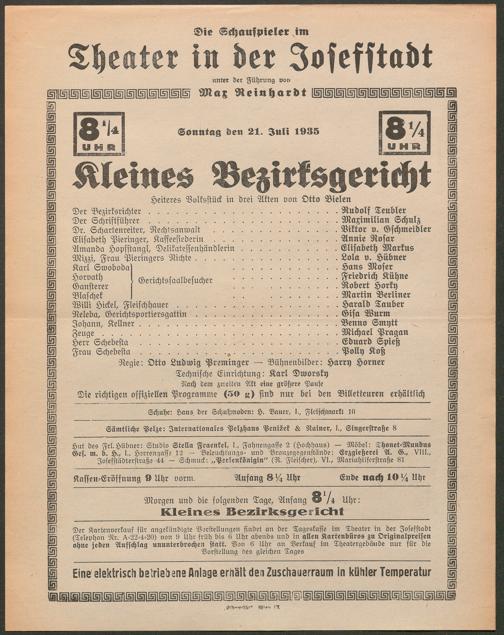 Die Schauspieler im
Theater in der Josefstadt
unter der Führung von
Max Reinhardt
8 1/4 UHR
Sonntag den 21. Juli 1935
8 1/4 UHR
Kleines Bezirksgericht
Heiteres Volksstück in drei Akten von Otto Bielen
Der Bezirksrichter . . . Rudolf Teubler
Der Schriftführer . . . Maximilian Schulz
Dr. Schartenreiter, Rechtsanwalt . . . Viktor v. Gschmeidler
Elisabeth Pieringer, Kaffeesiederin . . . Annie Rosar
Amanda Hopfstangl, Delikatessenhändlerin . . . Elisabeth Markus
Mizzi, Frau Pieringers Nichte . . . Lola v. Hübner
Karl Swoboda . . . Hans Moser
Horvath . . . Friedrich Kühne
Gerichtssaalbesucher
Gansterer . . . Robert Horky
Blaschek . . . Martin Berliner
Willi Hickel, Fleischhauer . . . Harald Tauber
Neleba, Gerichtsportiersgattin . . . Gisa Wurm
Johann, Kellner . . . Benno Smytt
Zeuge . . . Michael Pragan
Herr Schebesta . . . Eduard Spieß
Frau Schebesta . . . Polly Koß
Regie: Otto Ludwig Preminger — Bühnenbilder: Harry Horner
Technische Einrichtung: Karl Dworsky
Nach dem zweiten Akt eine größere Pause
Die richtigen offiziellen Programme (50 g) sind nur bei den Billetteuren erhältlich
Schuhe: Haus der Schuhmoden: H. Bauer, I., Fleischmarkt 10
Sämtliche Pelze: Internationales Pelzhaus Penižek & Rainer, I., Singerstraße 8
Hut des Frl. Hübner: Studio Stella Fraenkel, I., Fahnengasse 2 (Hochhaus) — Möbel: Thonet-Mundus
Ges. m. b. H., I., Herrengasse 12 — Beleuchtungs- und Bronzegegenstände: Erzgießerei A. G., VIII.,
Josefstädterstraße 44 — Schmuck: „Perlenkönigin“ (R. Fleischer), VI., Mariahilferstraße 81
Kassen-Eröffnung 9 Uhr vorm. Anfang 8 1/4 Uhr Ende nach 10 1/4 Uhr
Morgen und die folgenden Tage, Anfang 8 1/4 Uhr:
Kleines Bezirksgericht
Der Kartenverkauf für angekündigte Vorstellungen findet an der Tageskasse im Theater in der Josefstadt
(Telephon Nr. A-22-4-20) von 9 Uhr früh bis 6 Uhr abends und in allen Kartenbüros zu Originalpreisen
ohne jeden Aufschlag ununterbrochen statt. Von 6 Uhr an Verkauf im Theatergebäude nur für die
Vorstellung des gleichen Tages
Eine elektrisch betriebene Anlage erhält den Zuschauerraum in kühler Temperatur